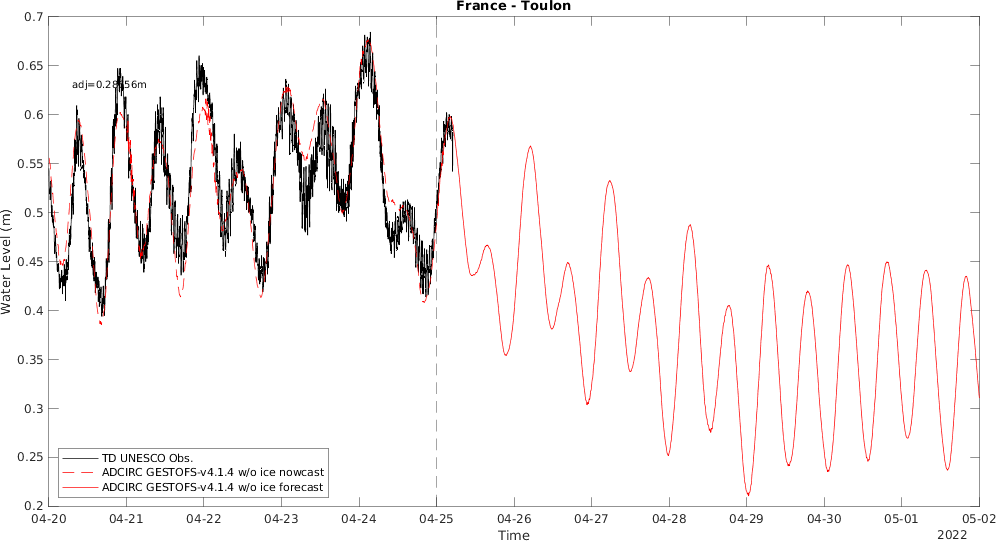 France - Toulon
0.7
0.65
0.6
0.55
0.5
0.45
0.4
0.35
0.3
0.25
0.2
Water Level (m)
TD UNESCO Obs.
ADCIRC GESTOFS-v4.1.4 w/o ice nowcast
ADCIRC GESTOFS-v4.1.4 w/o ice forecast
04-20 04-21 04-22 04-23 04-24 04-25 04-26 04-27 04-28 04-29 04-30 05-01 05-02
Time
2022